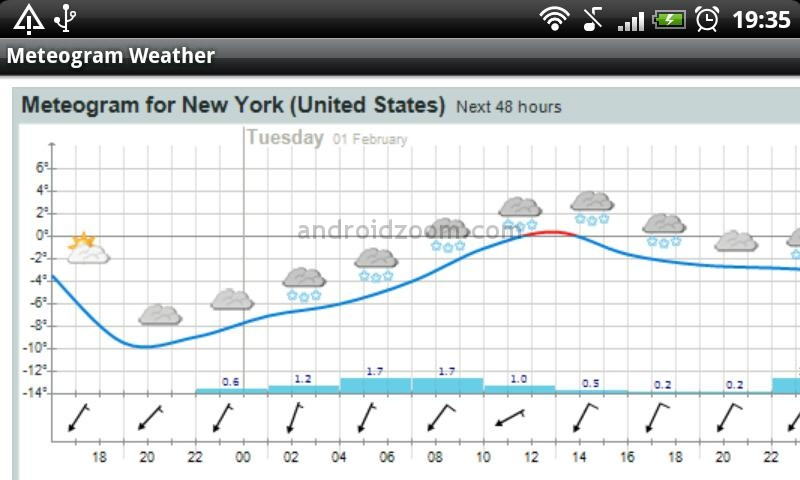 19:35
Meteogram Weather
Meteogram for New York (United States) Next 48 hours
Tuesday 01 February
6°
4°
2°
0°
-2°
-4°
-6°
-8°
-10°
-12°
-14°
androidzoom.com
0.6 1.2 1.7 1.7 1.0 0.5 0.2 0.2
18 20 22 00 02 04 06 08 10 12 14 16 18 20 22